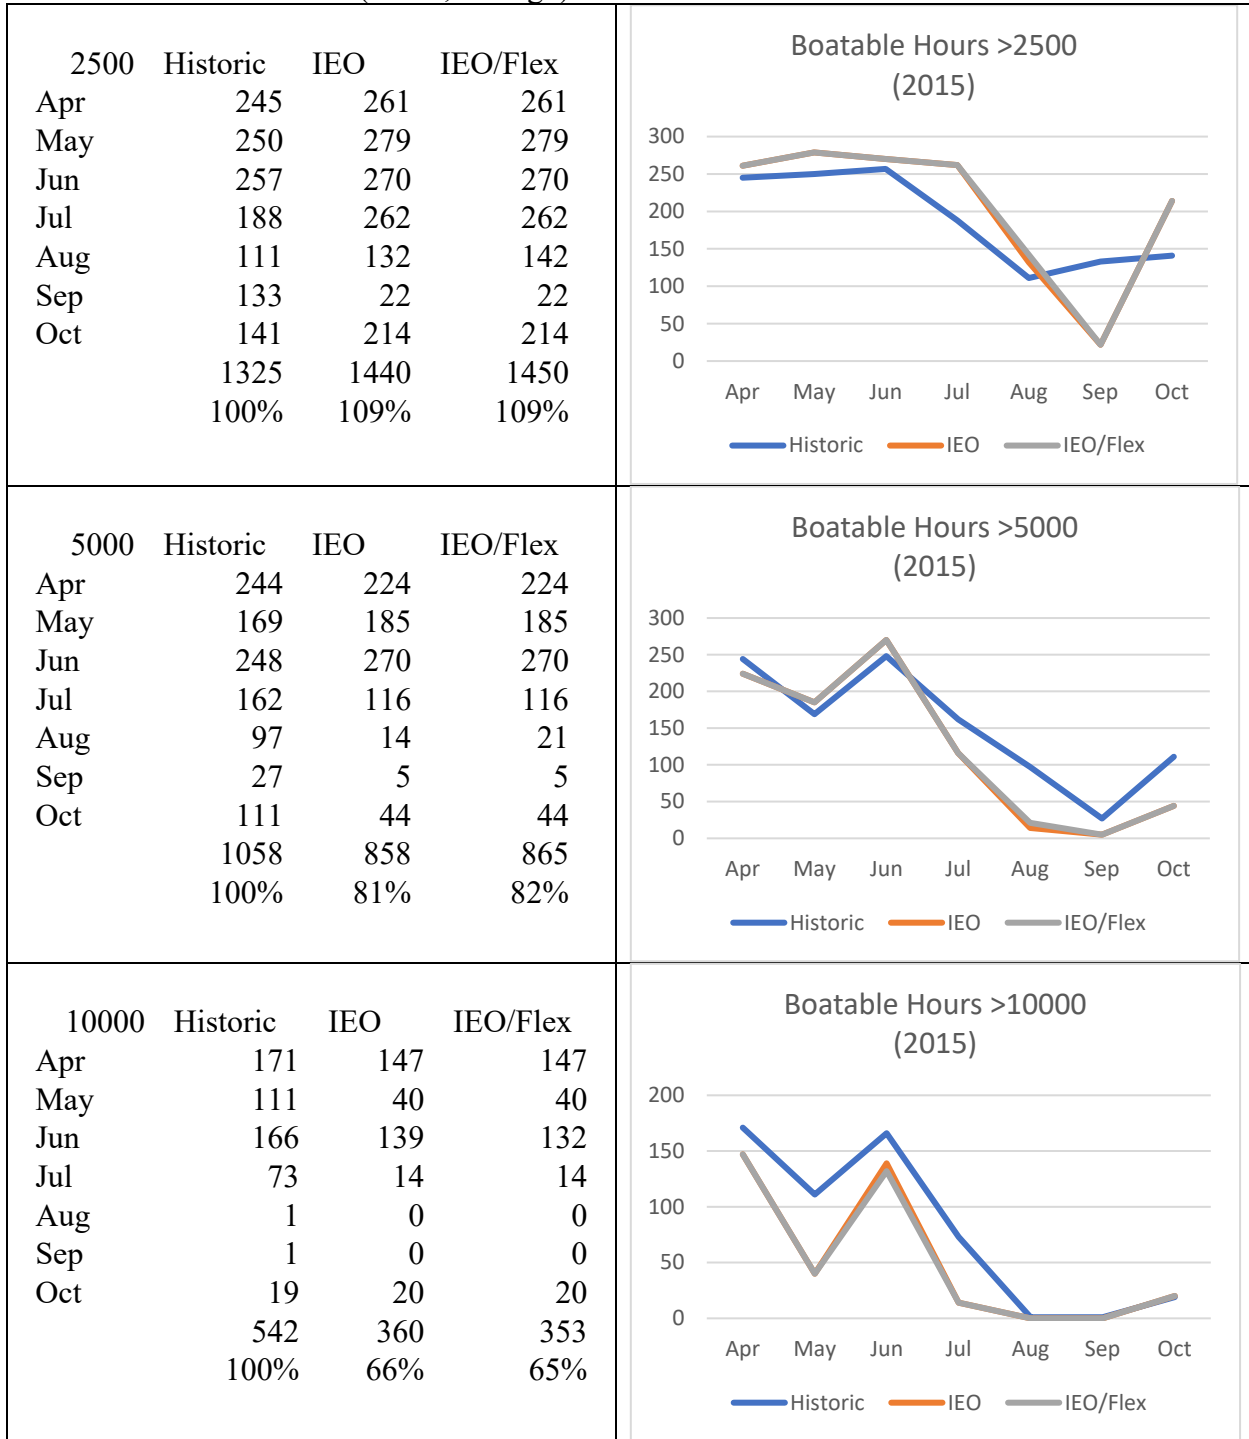 2500 Historic IEO IEO/Flex
Apr 245 261 261
May 250 279 279
Jun 257 270 270
Jul 188 262 262
Aug 111 132 142
Sep 133 22 22
Oct 141 214 214
1325 1440 1450
100% 109% 109%
Boatable Hours >2500
(2015)
300
250
200
150
100
50
0
Apr May Jun Jul Aug Sep Oct
Historic IEO IEO/Flex
5000 Historic IEO IEO/Flex
Apr 244 224 224
May 169 185 185
Jun 248 270 270
Jul 162 116 116
Aug 97 14 21
Sep 27 5 5
Oct 111 44 44
1058 858 865
100% 81% 82%
Boatable Hours >5000
(2015)
300
250
200
150
100
50
0
Apr May Jun Jul Aug Sep Oct
Historic IEO IEO/Flex
10000 Historic IEO IEO/Flex
Apr 171 147 147
May 111 40 40
Jun 166 139 132
Jul 73 14 14
Aug 1 0 0
Sep 1 0 0
Oct 19 20 20
542 360 353
100% 66% 65%
Boatable Hours >10000
(2015)
200
150
100
50
0
Apr May Jun Jul Aug Sep Oct
Historic IEO IEO/Flex